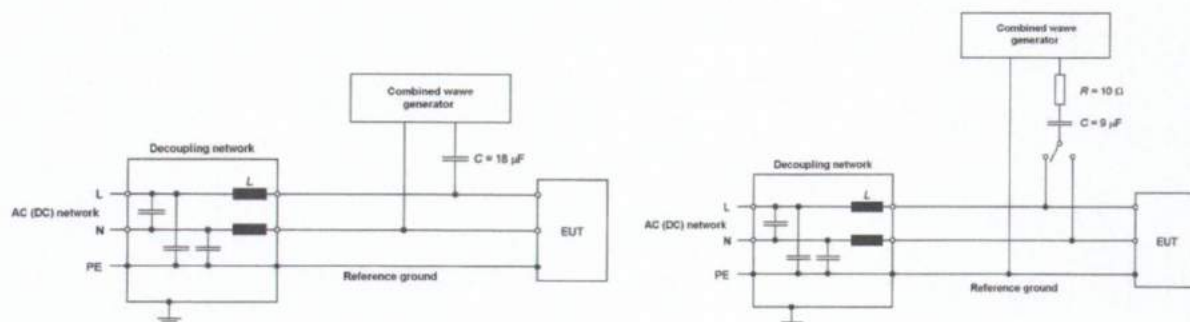 Combined wawe
generator
C = 18 µF
Decoupling network
L
L
AC (DC) network
N
EUT
PE
Reference ground
Combined wawe
generator
R = 10 Ω
C = 9 µF
Decoupling network
L
L
AC (DC) network
N
EUT
PE
Reference ground